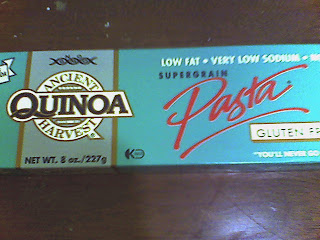 LOW FAT • VERY LOW SODIUM •
ANCIENT
QUINOA
HARVEST
SUPERGRAIN
Pasta
GLUTEN
NET WT. 8 oz./227g
K
"YOU'LL NEVER GO